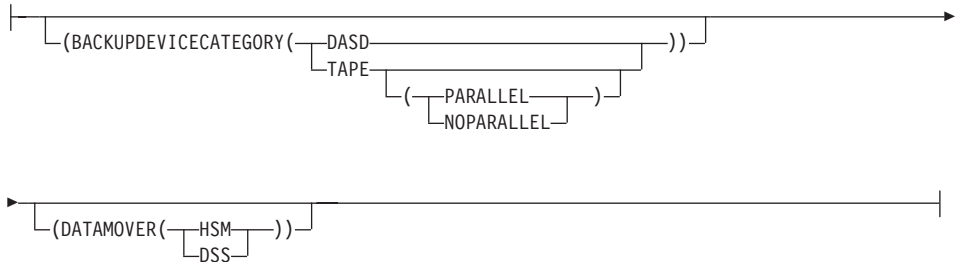 (BACKUPDEVICECATEGORY( DASD ))
TAPE
( PARALLEL )
NOPARALLEL
(DATAMOVER( HSM ))
DSS